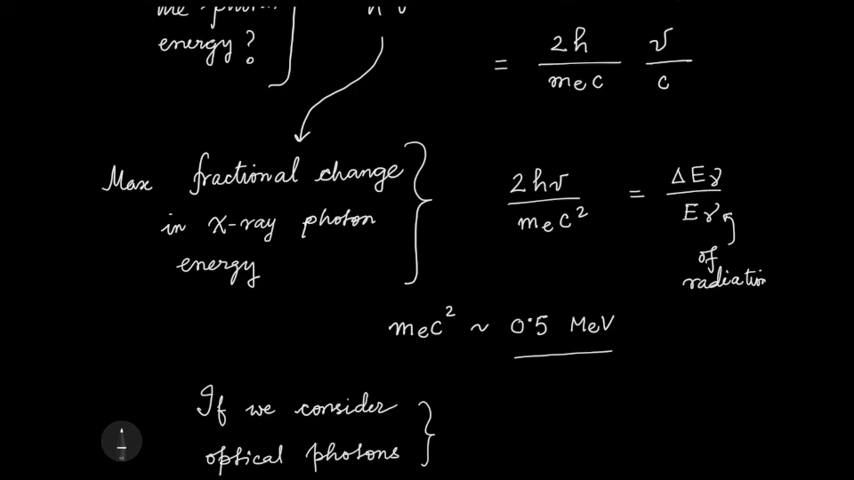 energy?
= 2h/mec ν/c
Max fractional change
in X-ray photon
energy
2hν/mec² = ΔEγ/Eγ
of
radiation
mec² ~ 0.5 MeV
If we consider
optical photons